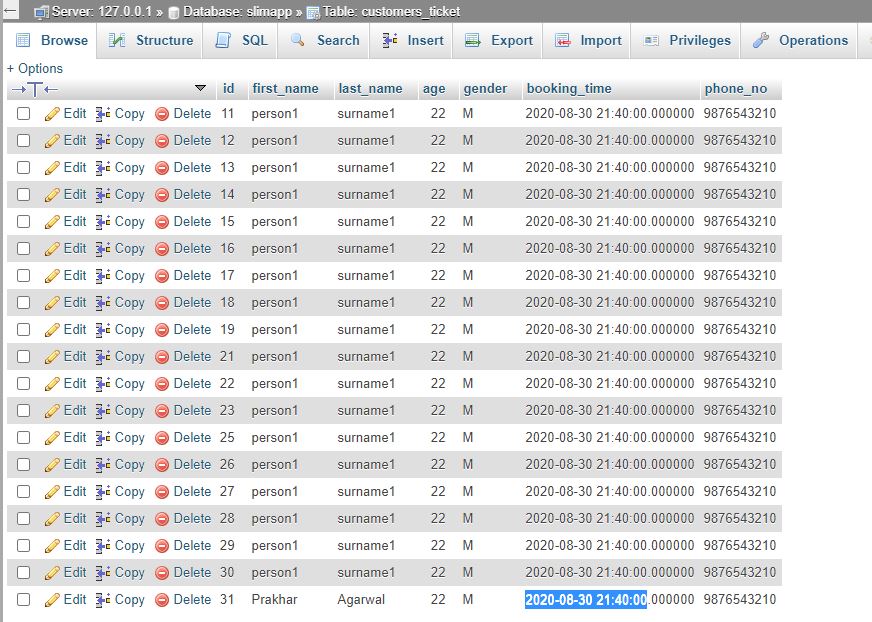 Server: 127.0.0.1 » Database: slimapp » Table: customers_ticket
Browse Structure SQL Search Insert Export Import Privileges Operations
+ Options
id first_name last_name age gender booking_time phone_no
Edit Copy Delete 11 person1 surname1 22 M 2020-08-30 21:40:00.000000 9876543210
Edit Copy Delete 12 person1 surname1 22 M 2020-08-30 21:40:00.000000 9876543210
Edit Copy Delete 13 person1 surname1 22 M 2020-08-30 21:40:00.000000 9876543210
Edit Copy Delete 14 person1 surname1 22 M 2020-08-30 21:40:00.000000 9876543210
Edit Copy Delete 15 person1 surname1 22 M 2020-08-30 21:40:00.000000 9876543210
Edit Copy Delete 16 person1 surname1 22 M 2020-08-30 21:40:00.000000 9876543210
Edit Copy Delete 17 person1 surname1 22 M 2020-08-30 21:40:00.000000 9876543210
Edit Copy Delete 18 person1 surname1 22 M 2020-08-30 21:40:00.000000 9876543210
Edit Copy Delete 19 person1 surname1 22 M 2020-08-30 21:40:00.000000 9876543210
Edit Copy Delete 21 person1 surname1 22 M 2020-08-30 21:40:00.000000 9876543210
Edit Copy Delete 22 person1 surname1 22 M 2020-08-30 21:40:00.000000 9876543210
Edit Copy Delete 23 person1 surname1 22 M 2020-08-30 21:40:00.000000 9876543210
Edit Copy Delete 25 person1 surname1 22 M 2020-08-30 21:40:00.000000 9876543210
Edit Copy Delete 26 person1 surname1 22 M 2020-08-30 21:40:00.000000 9876543210
Edit Copy Delete 27 person1 surname1 22 M 2020-08-30 21:40:00.000000 9876543210
Edit Copy Delete 28 person1 surname1 22 M 2020-08-30 21:40:00.000000 9876543210
Edit Copy Delete 29 person1 surname1 22 M 2020-08-30 21:40:00.000000 9876543210
Edit Copy Delete 30 person1 surname1 22 M 2020-08-30 21:40:00.000000 9876543210
Edit Copy Delete 31 Prakhar Agarwal 22 M 2020-08-30 21:40:00.000000 9876543210